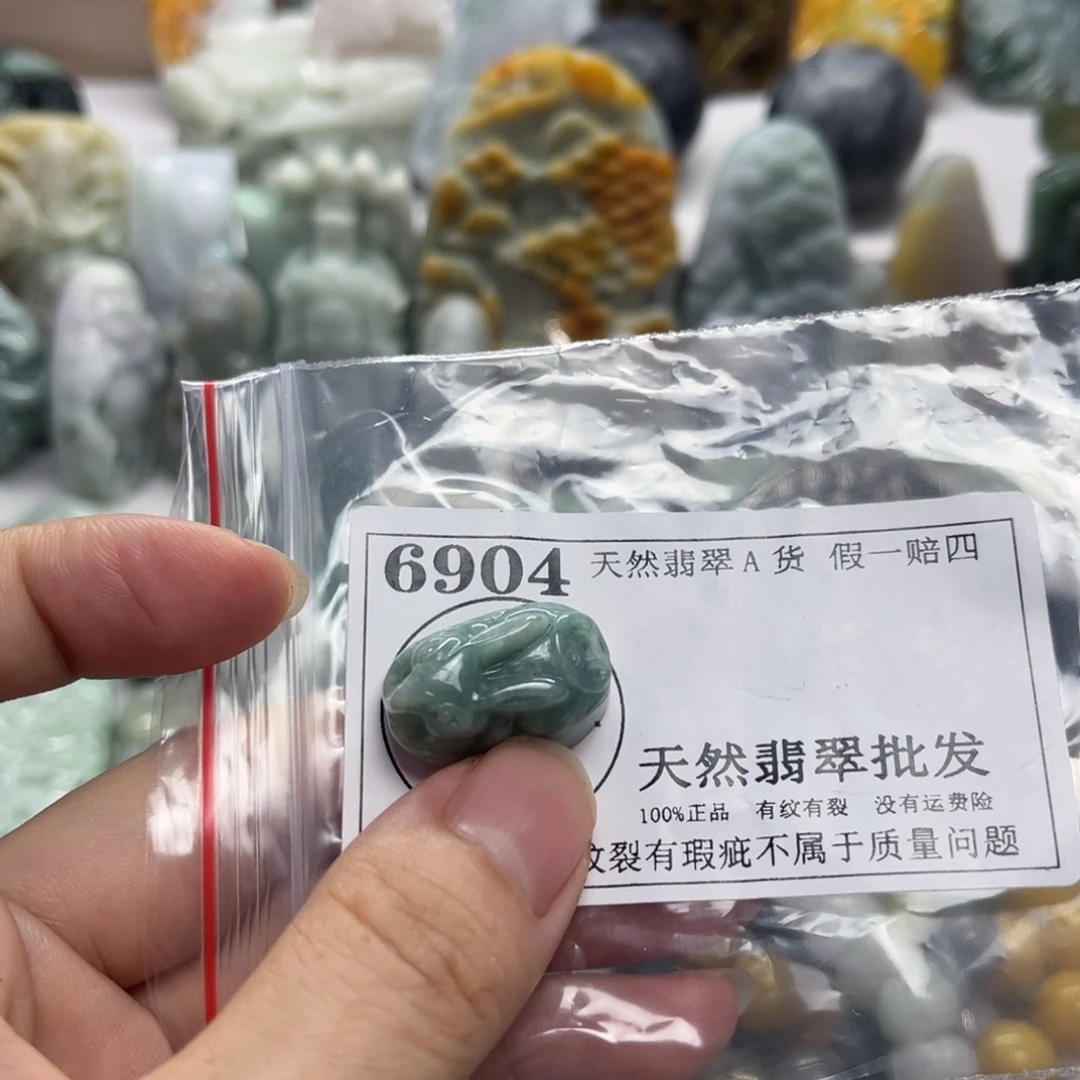 6904 天然翡翠A货 假一赔四
天然翡翠批发
100%正品 有纹有裂 没有运费险
纹裂有瑕疵不属于质量问题